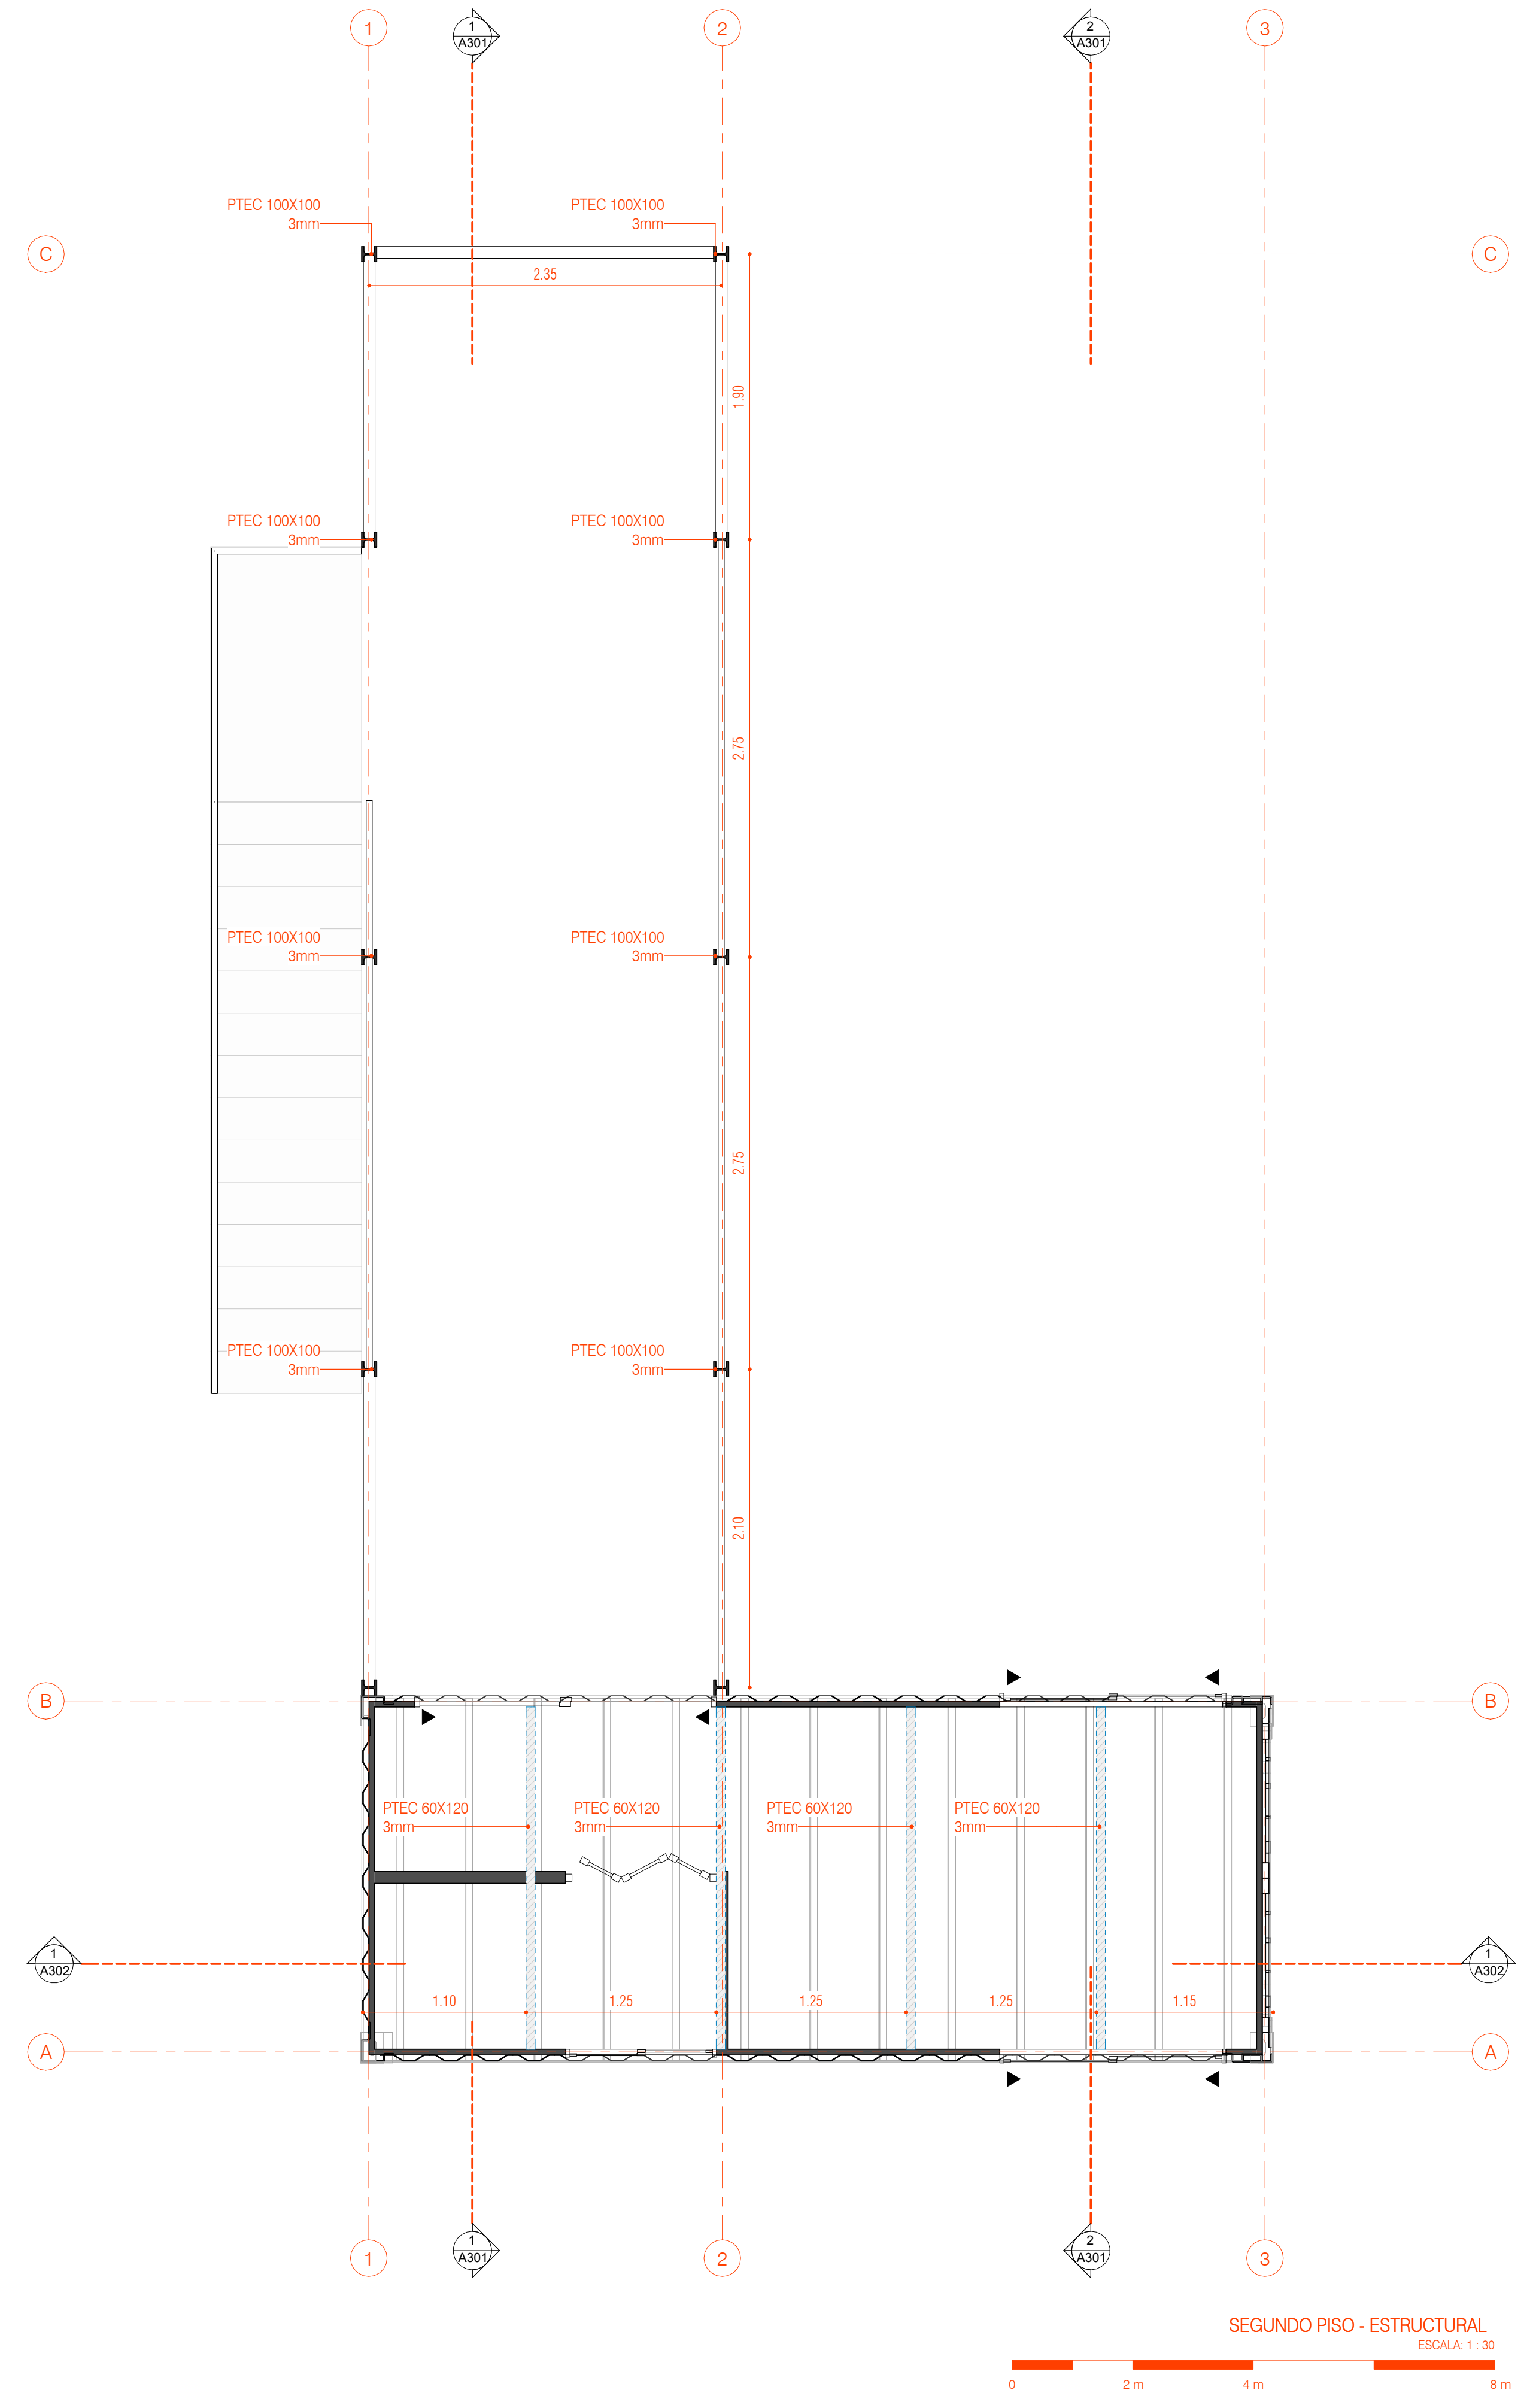 1
1
A301
2
2
A301
3
PTEC 100X100
3mm
PTEC 100X100
3mm
C
C
2.35
1.90
PTEC 100X100
3mm
PTEC 100X100
3mm
2.75
PTEC 100X100
3mm
PTEC 100X100
3mm
2.75
PTEC 100X100
3mm
PTEC 100X100
3mm
2.10
B
B
PTEC 60X120
3mm
PTEC 60X120
3mm
PTEC 60X120
3mm
PTEC 60X120
3mm
1
A302
1
A302
1.10
1.25
1.25
1.25
1.15
A
A
1
1
A301
2
2
A301
3
SEGUNDO PISO - ESTRUCTURAL
ESCALA: 1 : 30
0
2 m
4 m
8 m